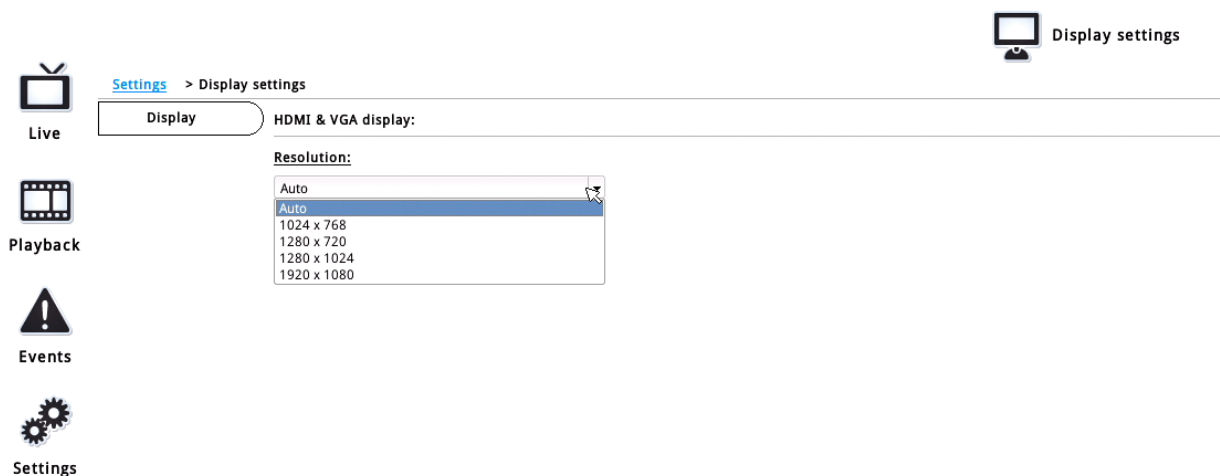 Display settings
Settings > Display settings
Live
Display
HDMI & VGA display:
Resolution:
Auto
Auto
1024 x 768
1280 x 720
1280 x 1024
1920 x 1080
Playback
Events
Settings